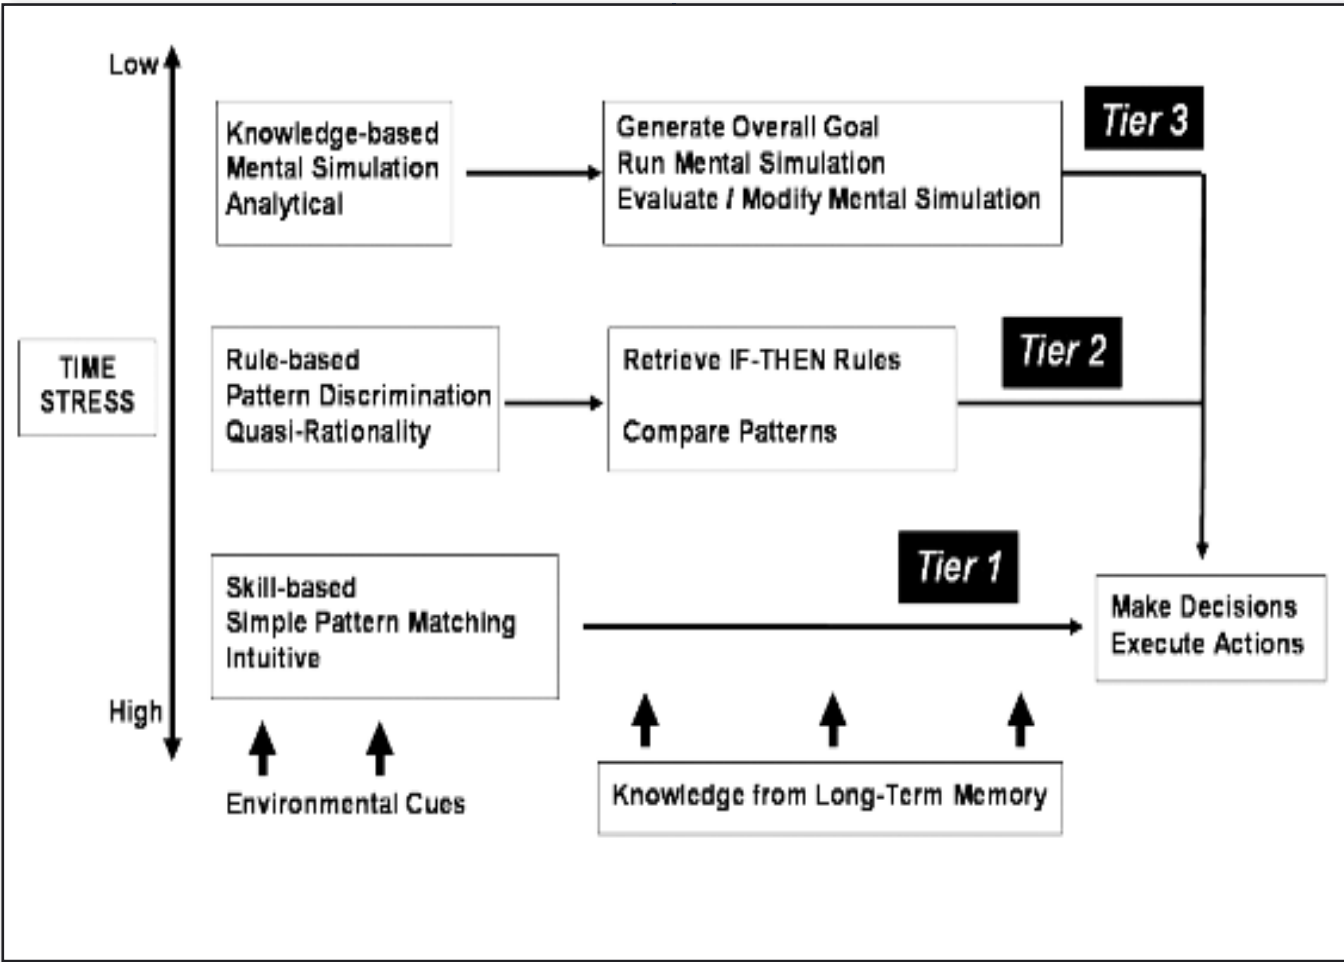 Low
Knowledge-based
Mental Simulation
Analytical
Generate Overall Goal
Run Mental Simulation
Evaluate / Modify Mental Simulation
Tier 3
TIME
STRESS
Rule-based
Pattern Discrimination
Quasi-Rationality
Retrieve IF-THEN Rules
Compare Patterns
Tier 2
Skill-based
Simple Pattern Matching
Intuitive
Tier 1
Make Decisions
Execute Actions
High
Environmental Cues
Knowledge from Long-Term Memory